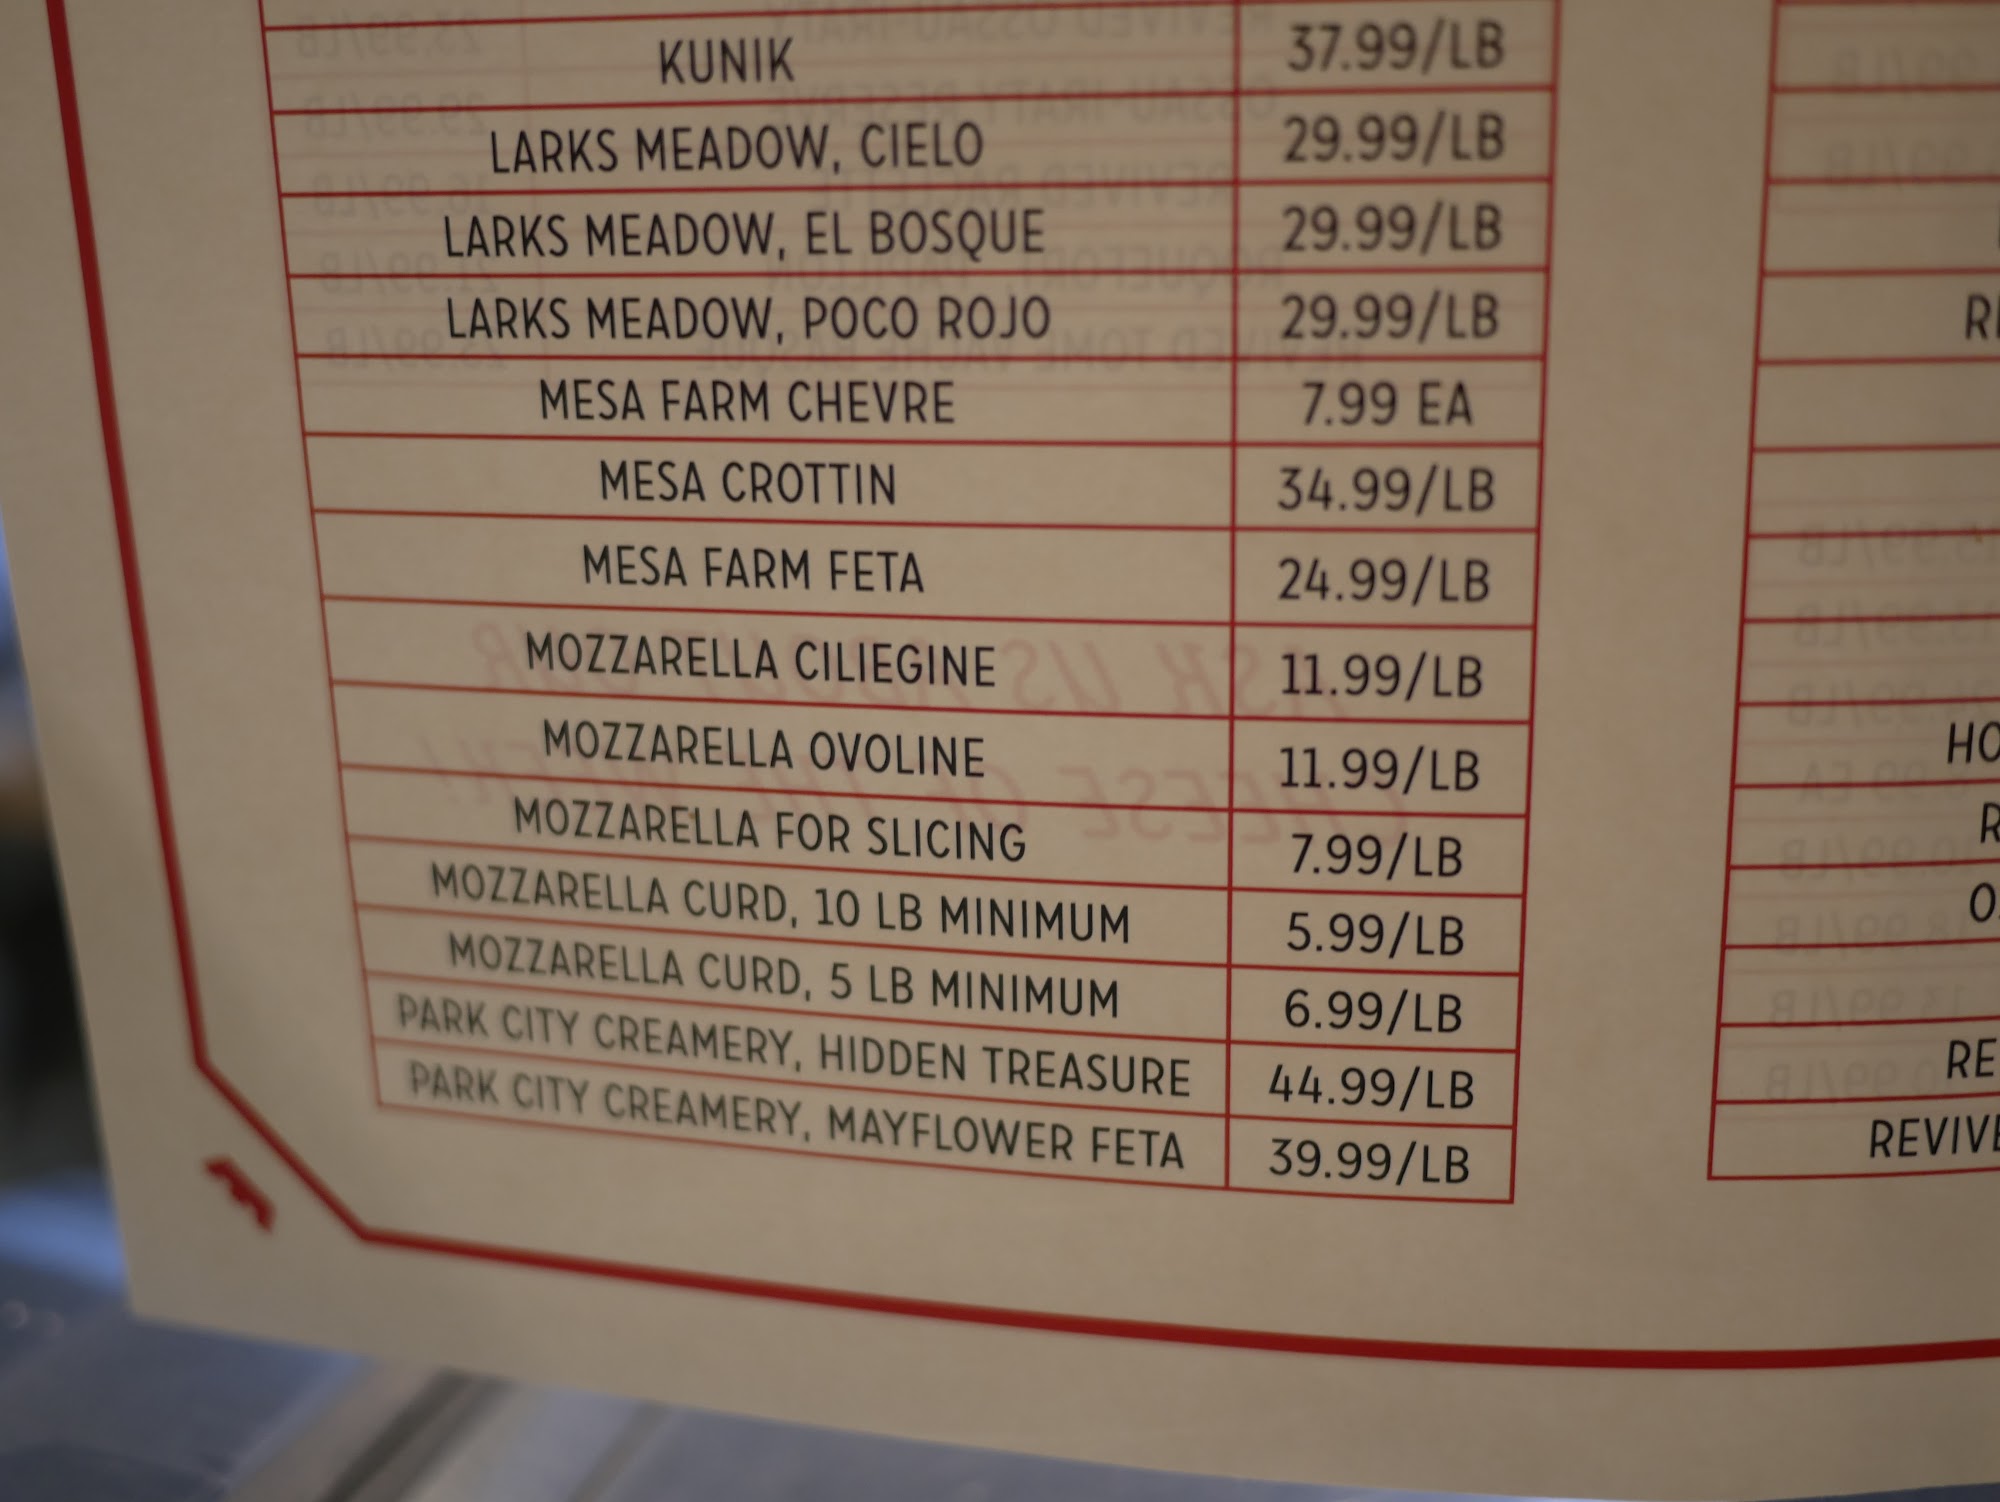 KUNIK 37.99/LB
LARKS MEADOW, CIELO 29.99/LB
LARKS MEADOW, EL BOSQUE 29.99/LB
LARKS MEADOW, POCO ROJO 29.99/LB
MESA FARM CHEVRE 7.99 EA
MESA CROTTIN 34.99/LB
MESA FARM FETA 24.99/LB
MOZZARELLA CILIEGINE 11.99/LB
MOZZARELLA OVOLINE 11.99/LB
MOZZARELLA FOR SLICING 7.99/LB
MOZZARELLA CURD, 10 LB MINIMUM 5.99/LB
MOZZARELLA CURD, 5 LB MINIMUM 6.99/LB
PARK CITY CREAMERY, HIDDEN TREASURE 44.99/LB
PARK CITY CREAMERY, MAYFLOWER FETA 39.99/LB